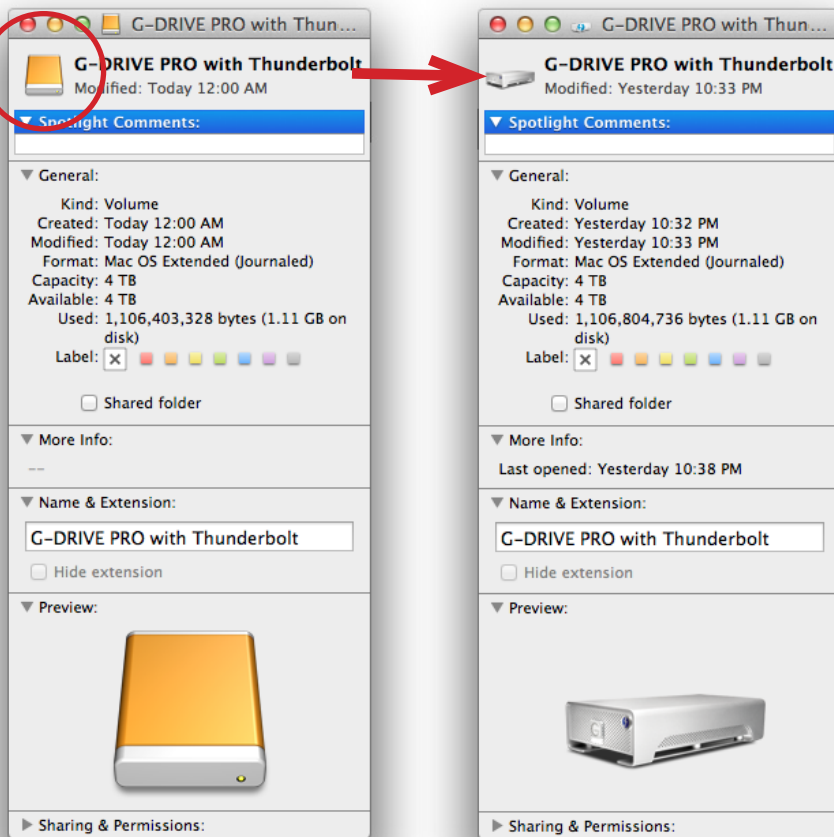 G-DRIVE PRO with Thun...
G-DRIVE PRO with Thunderbolt
Modified: Today 12:00 AM
Spotlight Comments:
General:
Kind: Volume
Created: Today 12:00 AM
Modified: Today 12:00 AM
Format: Mac OS Extended (Journaled)
Capacity: 4 TB
Available: 4 TB
Used: 1,106,403,328 bytes (1.11 GB on
disk)
Label:
Shared folder
More Info:
--
Name & Extension:
G-DRIVE PRO with Thunderbolt
Hide extension
Preview:
Sharing & Permissions:
G-DRIVE PRO with Thun...
G-DRIVE PRO with Thunderbolt
Modified: Yesterday 10:33 PM
Spotlight Comments:
General:
Kind: Volume
Created: Yesterday 10:32 PM
Modified: Yesterday 10:33 PM
Format: Mac OS Extended (Journaled)
Capacity: 4 TB
Available: 4 TB
Used: 1,106,804,736 bytes (1.11 GB on
disk)
Label:
Shared folder
More Info:
Last opened: Yesterday 10:38 PM
Name & Extension:
G-DRIVE PRO with Thunderbolt
Hide extension
Preview:
G
Sharing & Permissions: